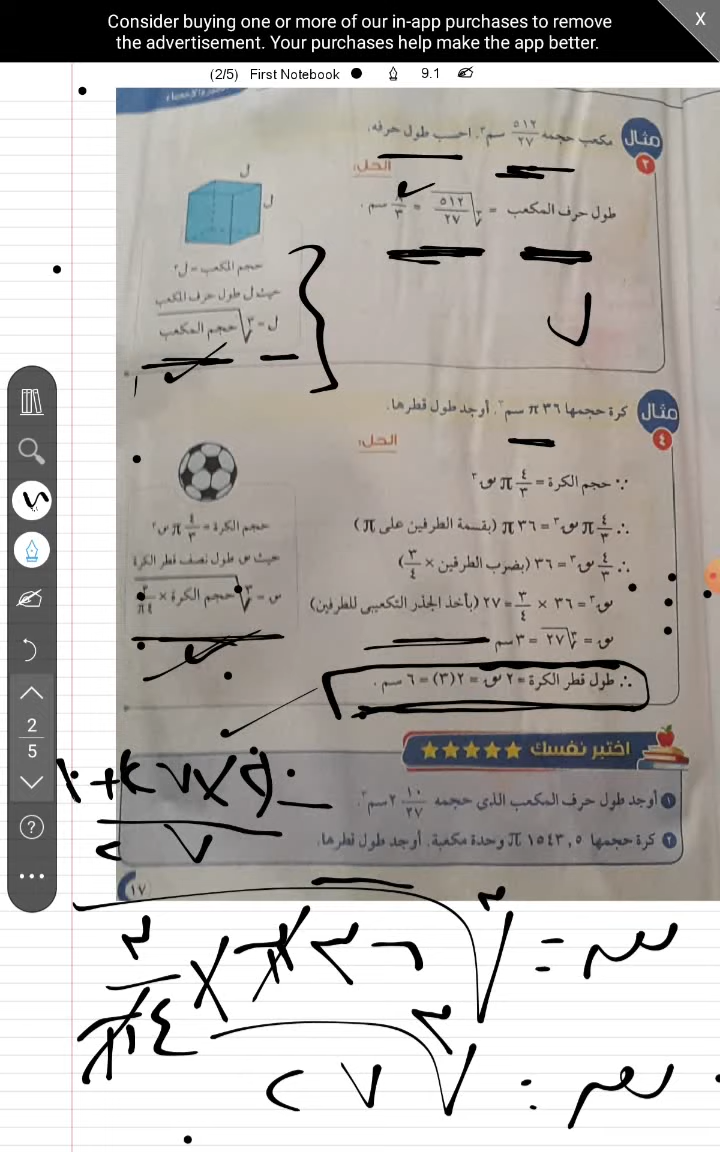 Consider buying one or more of our in-app purchases to remove
the advertisement. Your purchases help make the app better.
X
(2/5) First Notebook
9.1
مثال ٣
مكعب حجمه ٥١٢/٢٧ سم٣. احسب طول حرفه.
الحل:
طول حرف المكعب = ∛(٥١٢/٢٧) = ٨/٣ سم.
ل
ل
حجم المكعب = ل٣
حيث ل طول حرف المكعب
ل = ∛حجم المكعب
ل
مثال ٤
كرة حجمها ٣٦ π سم٣. أوجد طول قطرها.
الحل:
∵ حجم الكرة = ٤/٣ π نق٣
∴ ٤/٣ π نق٣ = ٣٦ π (بقسمة الطرفين على π)
∴ ٤/٣ نق٣ = ٣٦ (بضرب الطرفين × ٣/٤)
نق٣ = ٣٦ × ٣/٤ = ٢٧ (بأخذ الجذر التكعيبى للطرفين)
نق = ∛٢٧ = ٣ سم
∴ طول قطر الكرة = ٢ نق = ٢(٣) = ٦ سم.
حجم الكرة = ٤/٣ π س٣
حيث س طول نصف قطر الكرة
س = ∛(حجم الكرة × ٣/٤π)
2
5
?
اختبر نفسك
١ أوجد طول حرف المكعب الذى حجمه ٢ ١٠/٢٧ سم٣.
٢ كرة حجمها ١٥٤٣,٥ π وحدة مكعبة. أوجد طول قطرها.
١٧